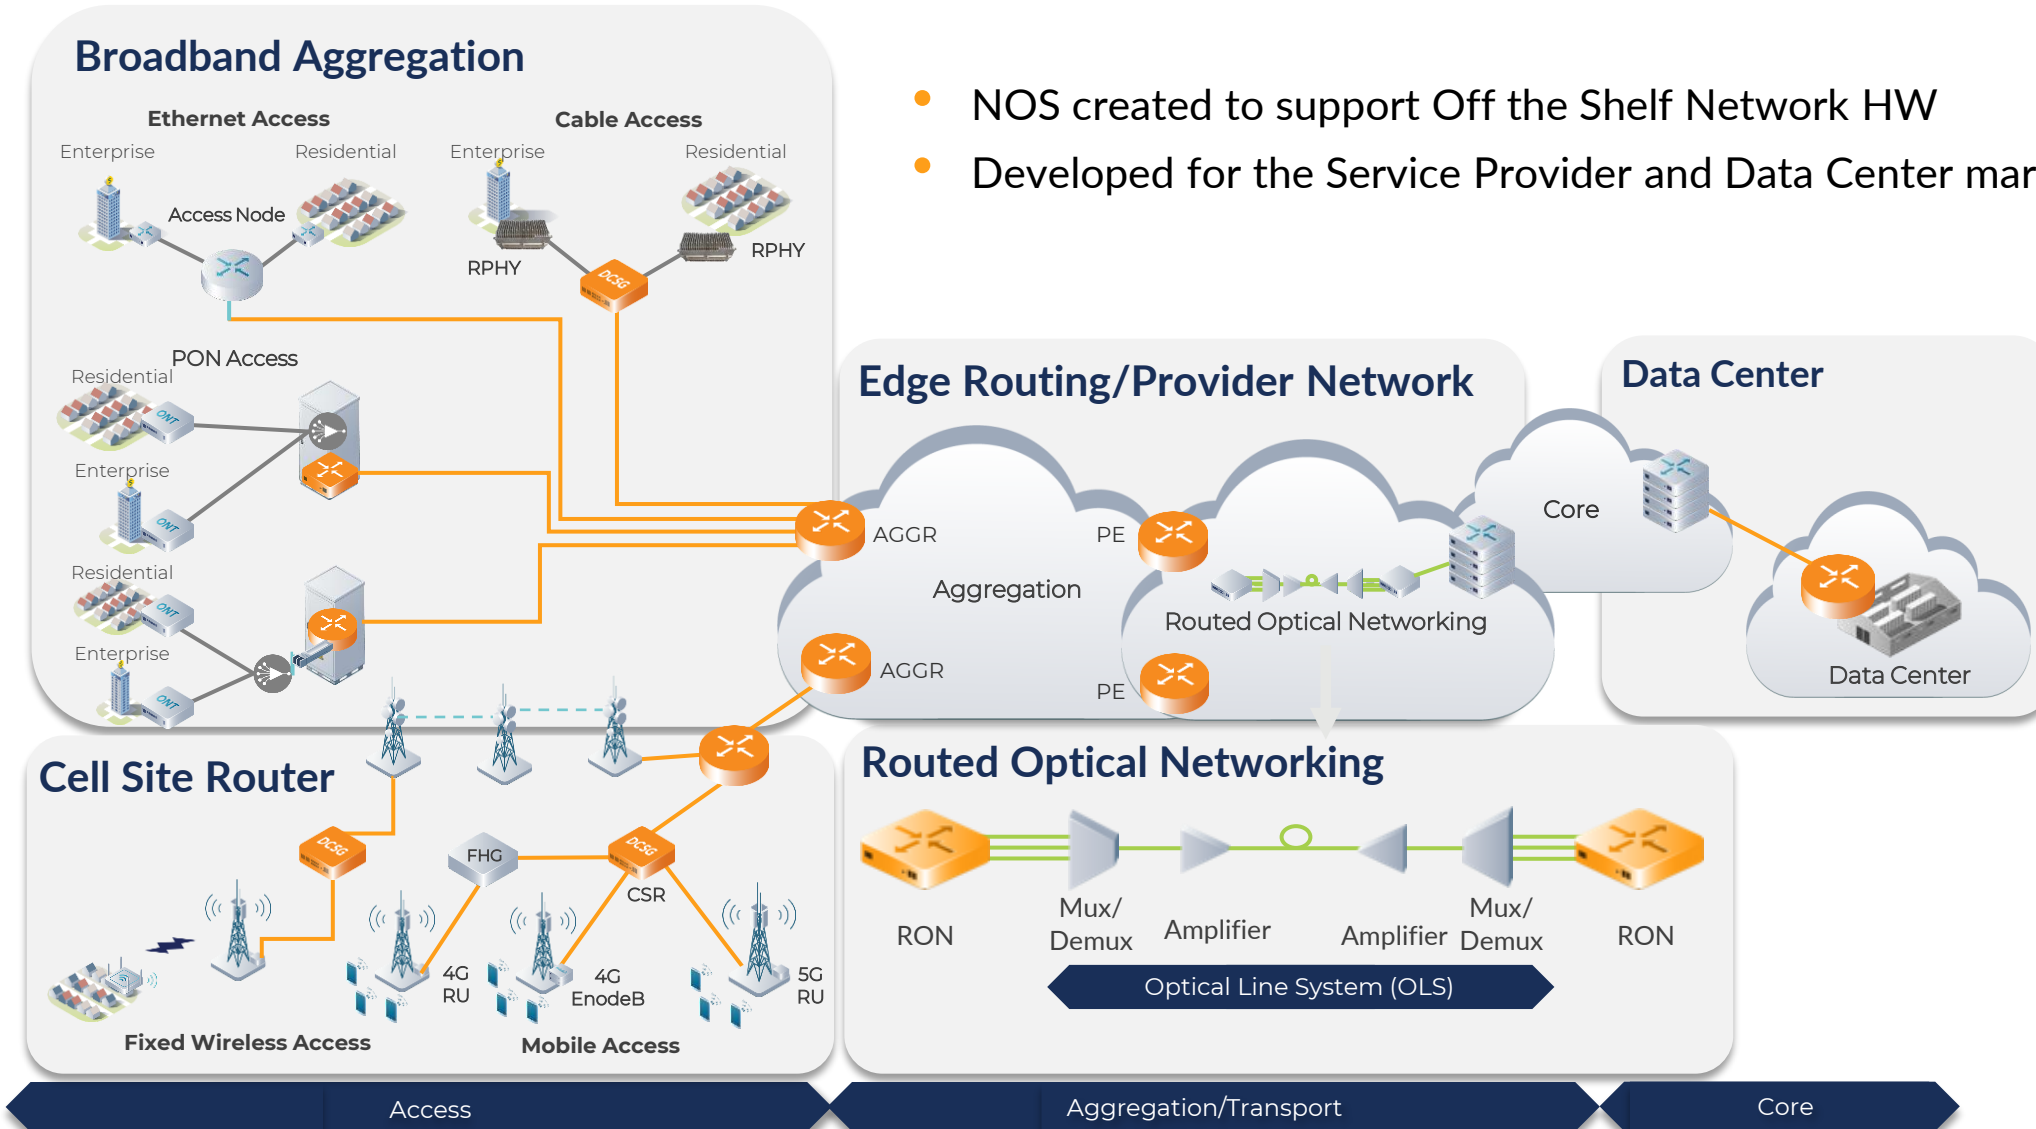 Broadband Aggregation
Ethernet Access
Cable Access
Enterprise
Residential
Enterprise
Residential
Access Node
RPHY
RPHY
DCSG
PON Access
Residential
ONT
Enterprise
ONT
Residential
ONT
Enterprise
ONT
NOS created to support Off the Shelf Network HW
Developed for the Service Provider and Data Center mar
Edge Routing/Provider Network
AGGR
PE
Aggregation
Routed Optical Networking
AGGR
PE
Core
Data Center
Data Center
Cell Site Router
DCSG
FHG
DCSG
CSR
4G
RU
4G
EnodeB
5G
RU
Fixed Wireless Access
Mobile Access
Routed Optical Networking
RON
Mux/
Demux
Amplifier
Amplifier
Mux/
Demux
RON
Optical Line System (OLS)
Access
Aggregation/Transport
Core